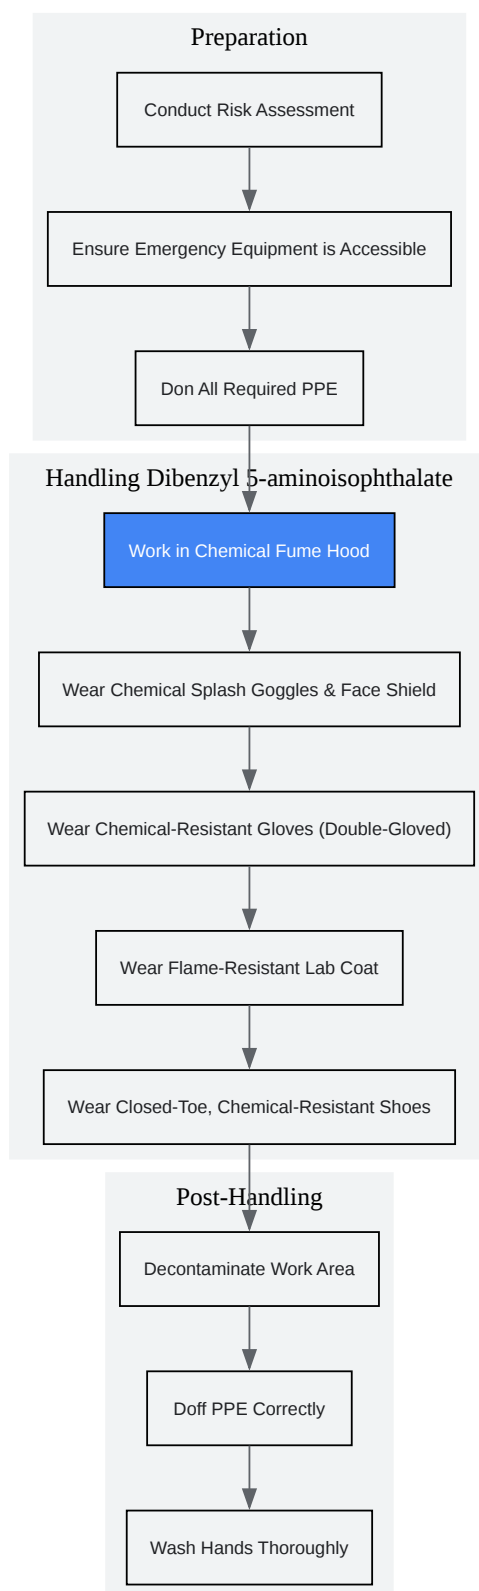 Preparation
Conduct Risk Assessment
Ensure Emergency Equipment is Accessible
Don All Required PPE
Handling Dibenzyl 5-aminoisophthalate
Work in Chemical Fume Hood
Wear Chemical Splash Goggles & Face Shield
Wear Chemical-Resistant Gloves (Double-Gloved)
Wear Flame-Resistant Lab Coat
Wear Closed-Toe, Chemical-Resistant Shoes
Post-Handling
Decontaminate Work Area
Doff PPE Correctly
Wash Hands Thoroughly